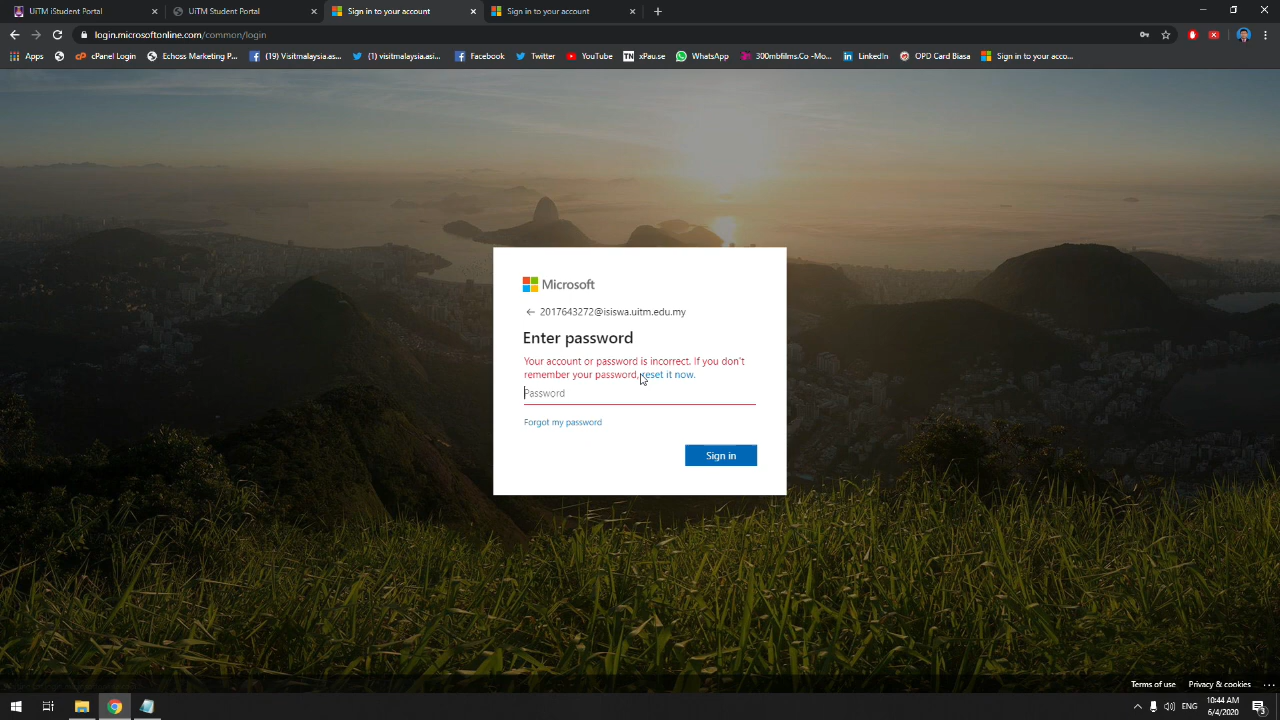 UiTM iStudent Portal
UiTM Student Portal
Sign in to your account
Sign in to your account
login.microsoftonline.com/common/login
Apps
cPanel Login
Echoss Marketing P...
(19) Visitmalaysia.as...
(1) visitmalaysia.asi...
Facebook
Twitter
YouTube
TN xPau.se
WhatsApp
300mbfilms.Co -Mo...
LinkedIn
OPD Card Biasa
Sign in to your acco...
Microsoft
2017643272@isiswa.uitm.edu.my
Enter password
Your account or password is incorrect. If you don't
remember your password, reset it now.
Password
Forgot my password
Sign in
Terms of use
Privacy & cookies
...
ENG
10:44 AM
6/4/2020